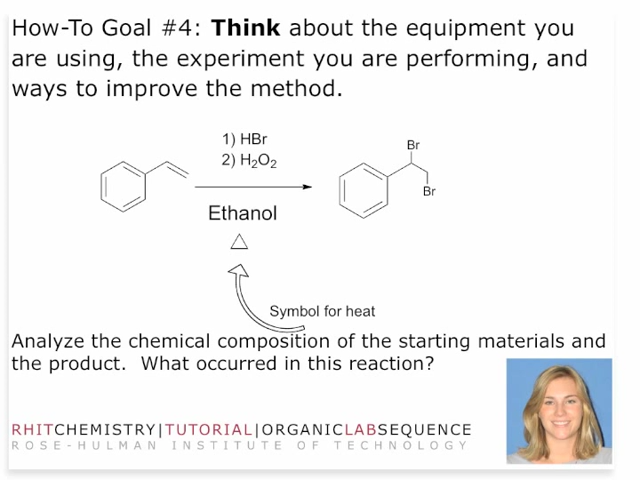 How-To Goal #4: Think about the equipment you
are using, the experiment you are performing, and
ways to improve the method.
1) HBr
2) H₂O₂
Br
Br
Ethanol
Symbol for heat
Analyze the chemical composition of the starting materials and
the product.  What occurred in this reaction?
RHITCHEMISTRY|TUTORIAL|ORGANICLABSEQUENCE
ROSE-HULMAN INSTITUTE OF TECHNOLOGY